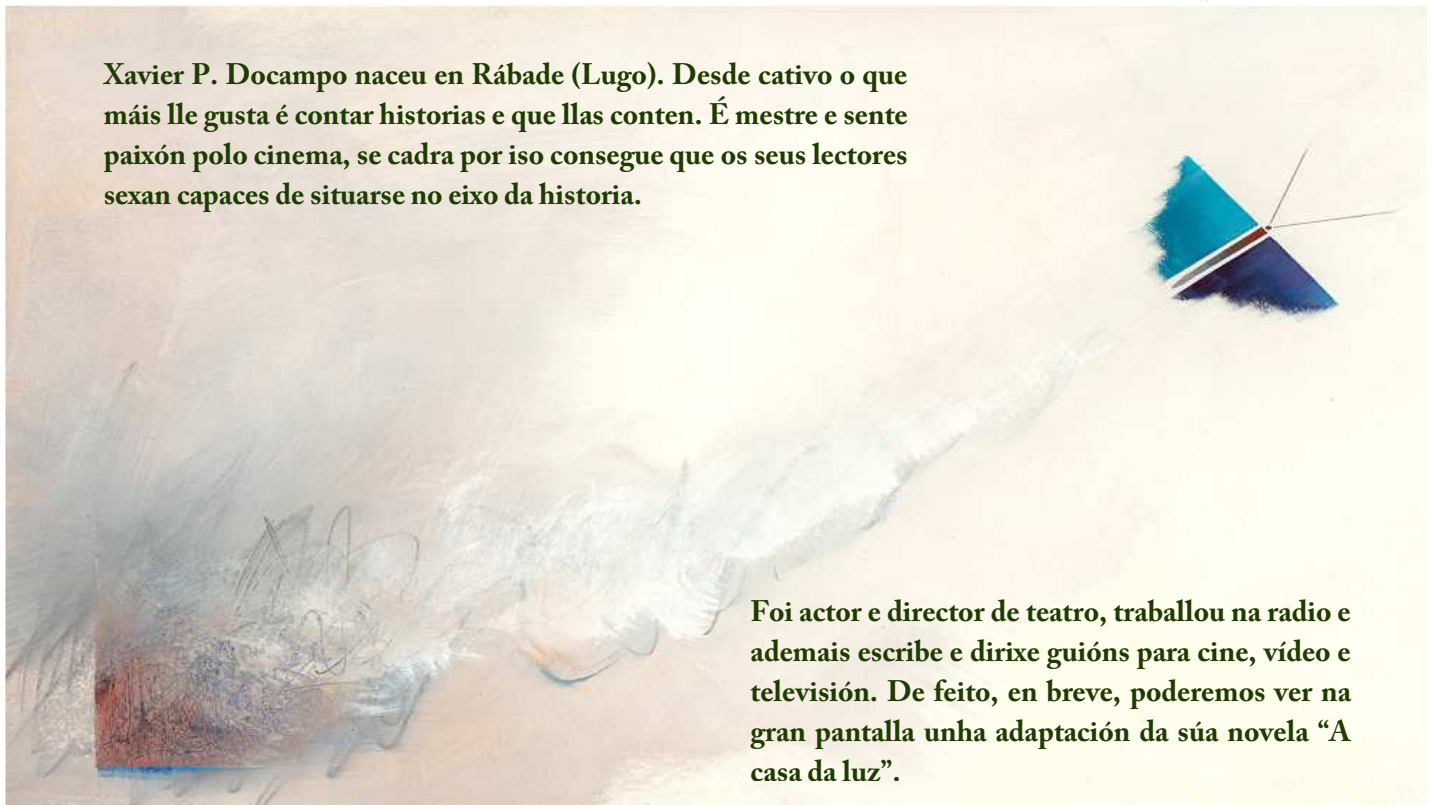 Xavier P. Docampo naceu en Rábade (Lugo). Desde cativo o que
máis lle gusta é contar historias e que llas conten. É mestre e sente
paixón polo cinema, se cadra por iso consegue que os seus lectores
sexan capaces de situarse no eixo da historia.
Foi actor e director de teatro, traballou na radio e
ademais escribe e dirixe guións para cine, vídeo e
televisión. De feito, en breve, poderemos ver na
gran pantalla unha adaptación da súa novela “A
casa da luz”.